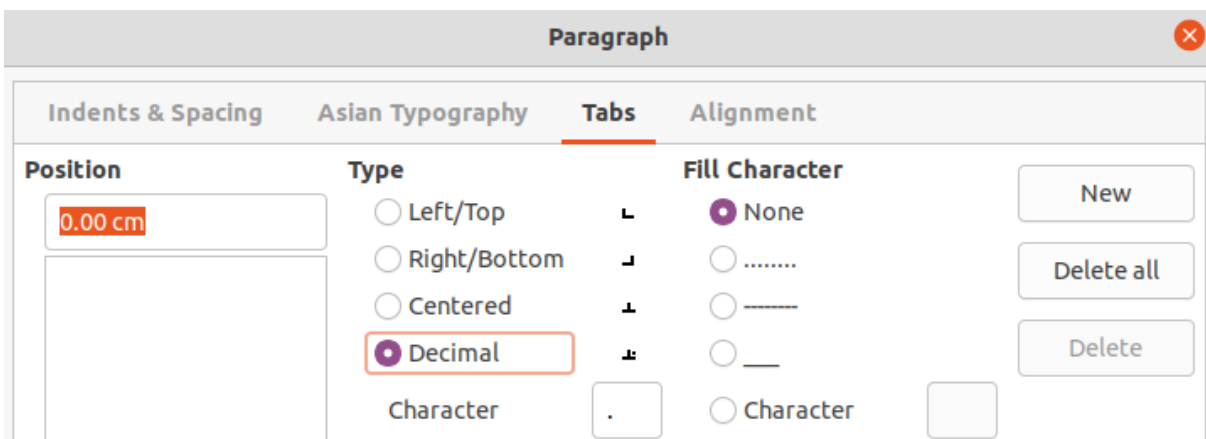 Paragraph
Indents & Spacing Asian Typography Tabs Alignment
Position Type Fill Character
0.00 cm Left/Top None New
Right/Bottom ........ Delete all
Centered --------
Decimal ___ Delete
Character . Character